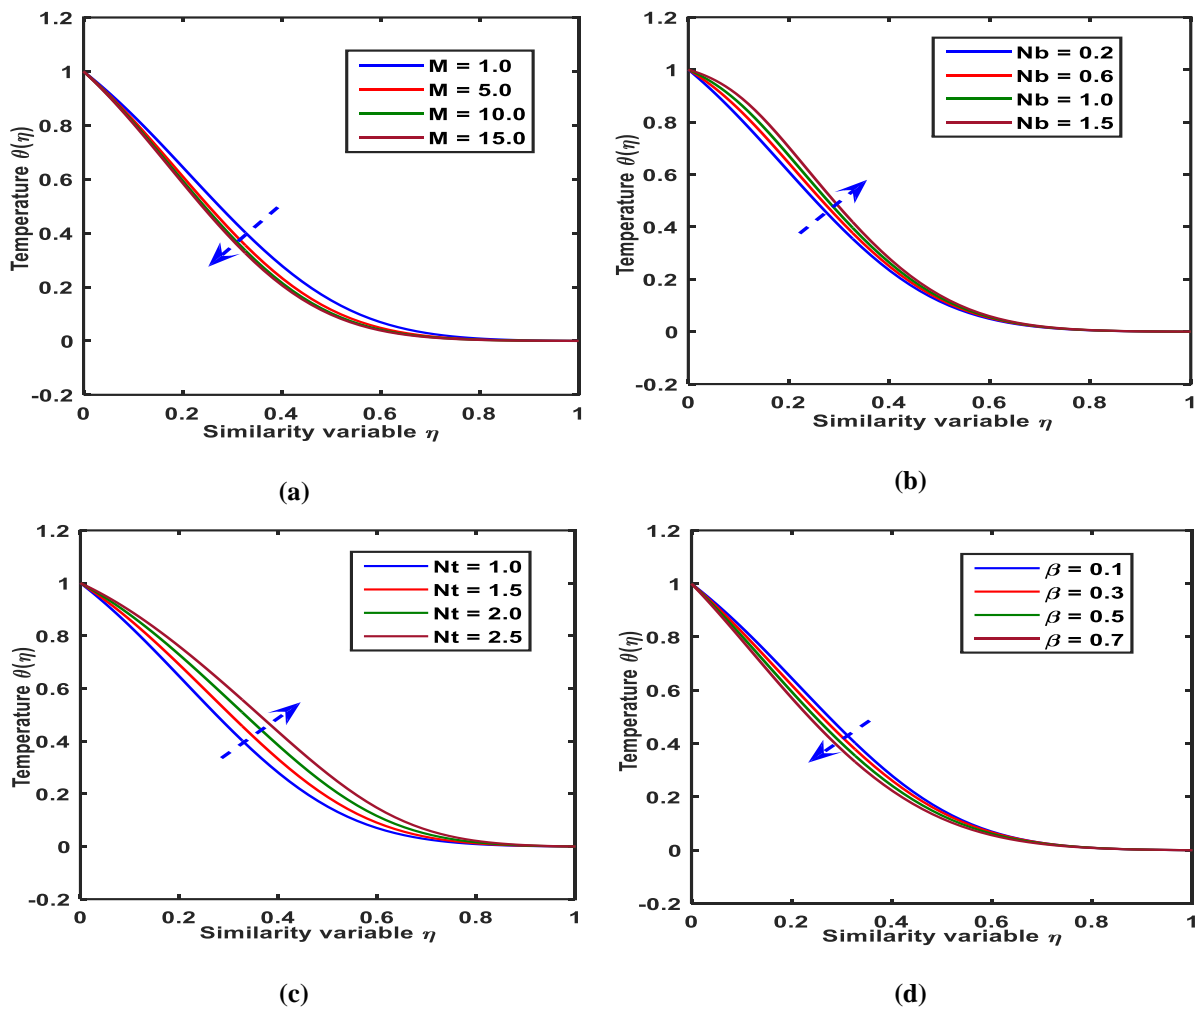 1.2
1
0.8
0.6
0.4
0.2
0
-0.2
Temperature θ(η)
M = 1.0
M = 5.0
M = 10.0
M = 15.0
0 0.2 0.4 0.6 0.8 1
Similarity variable η
(a)
1.2
1
0.8
0.6
0.4
0.2
0
-0.2
Temperature θ(η)
Nb = 0.2
Nb = 0.6
Nb = 1.0
Nb = 1.5
0 0.2 0.4 0.6 0.8 1
Similarity variable η
(b)
1.2
1
0.8
0.6
0.4
0.2
0
-0.2
Temperature θ(η)
Nt = 1.0
Nt = 1.5
Nt = 2.0
Nt = 2.5
0 0.2 0.4 0.6 0.8 1
Similarity variable η
(c)
1.2
1
0.8
0.6
0.4
0.2
0
-0.2
Temperature θ(η)
β = 0.1
β = 0.3
β = 0.5
β = 0.7
0 0.2 0.4 0.6 0.8 1
Similarity variable η
(d)